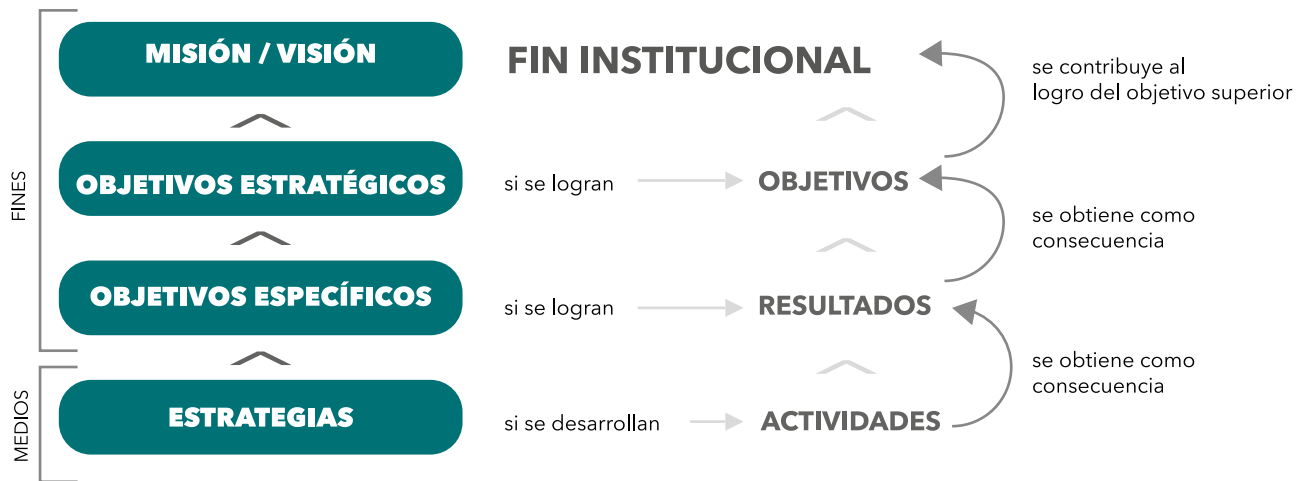 FINES
MISIÓN / VISIÓN
FIN INSTITUCIONAL
se contribuye al
logro del objetivo superior
OBJETIVOS ESTRATÉGICOS
si se logran
OBJETIVOS
se obtiene como
consecuencia
OBJETIVOS ESPECÍFICOS
si se logran
RESULTADOS
se obtiene como
consecuencia
MEDIOS
ESTRATEGIAS
si se desarrollan
ACTIVIDADES